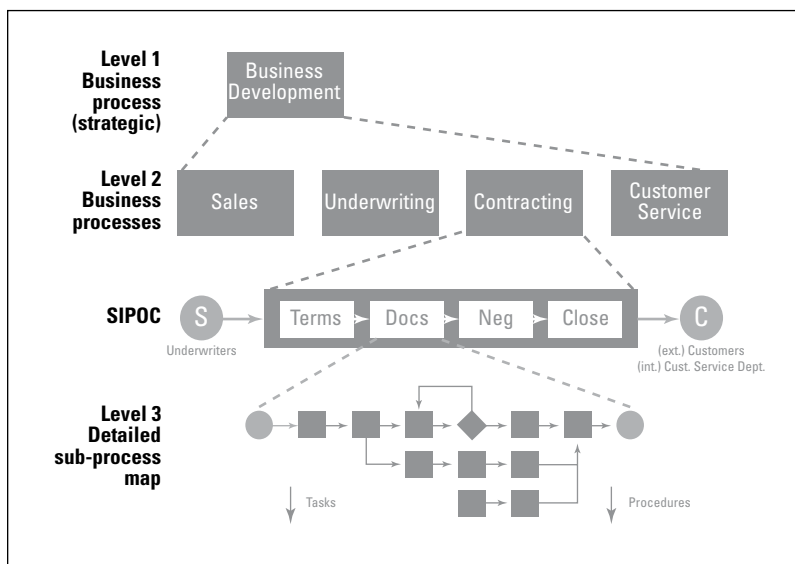 Level 1
Business
process
(strategic)
Business
Development
Level 2
Business
processes
Sales
Underwriting
Contracting
Customer
Service
SIPOC
S
Underwriters
Terms
Docs
Neg
Close
C
(ext.) Customers
(int.) Cust. Service Dept.
Level 3
Detailed
sub-process
map
Tasks
Procedures